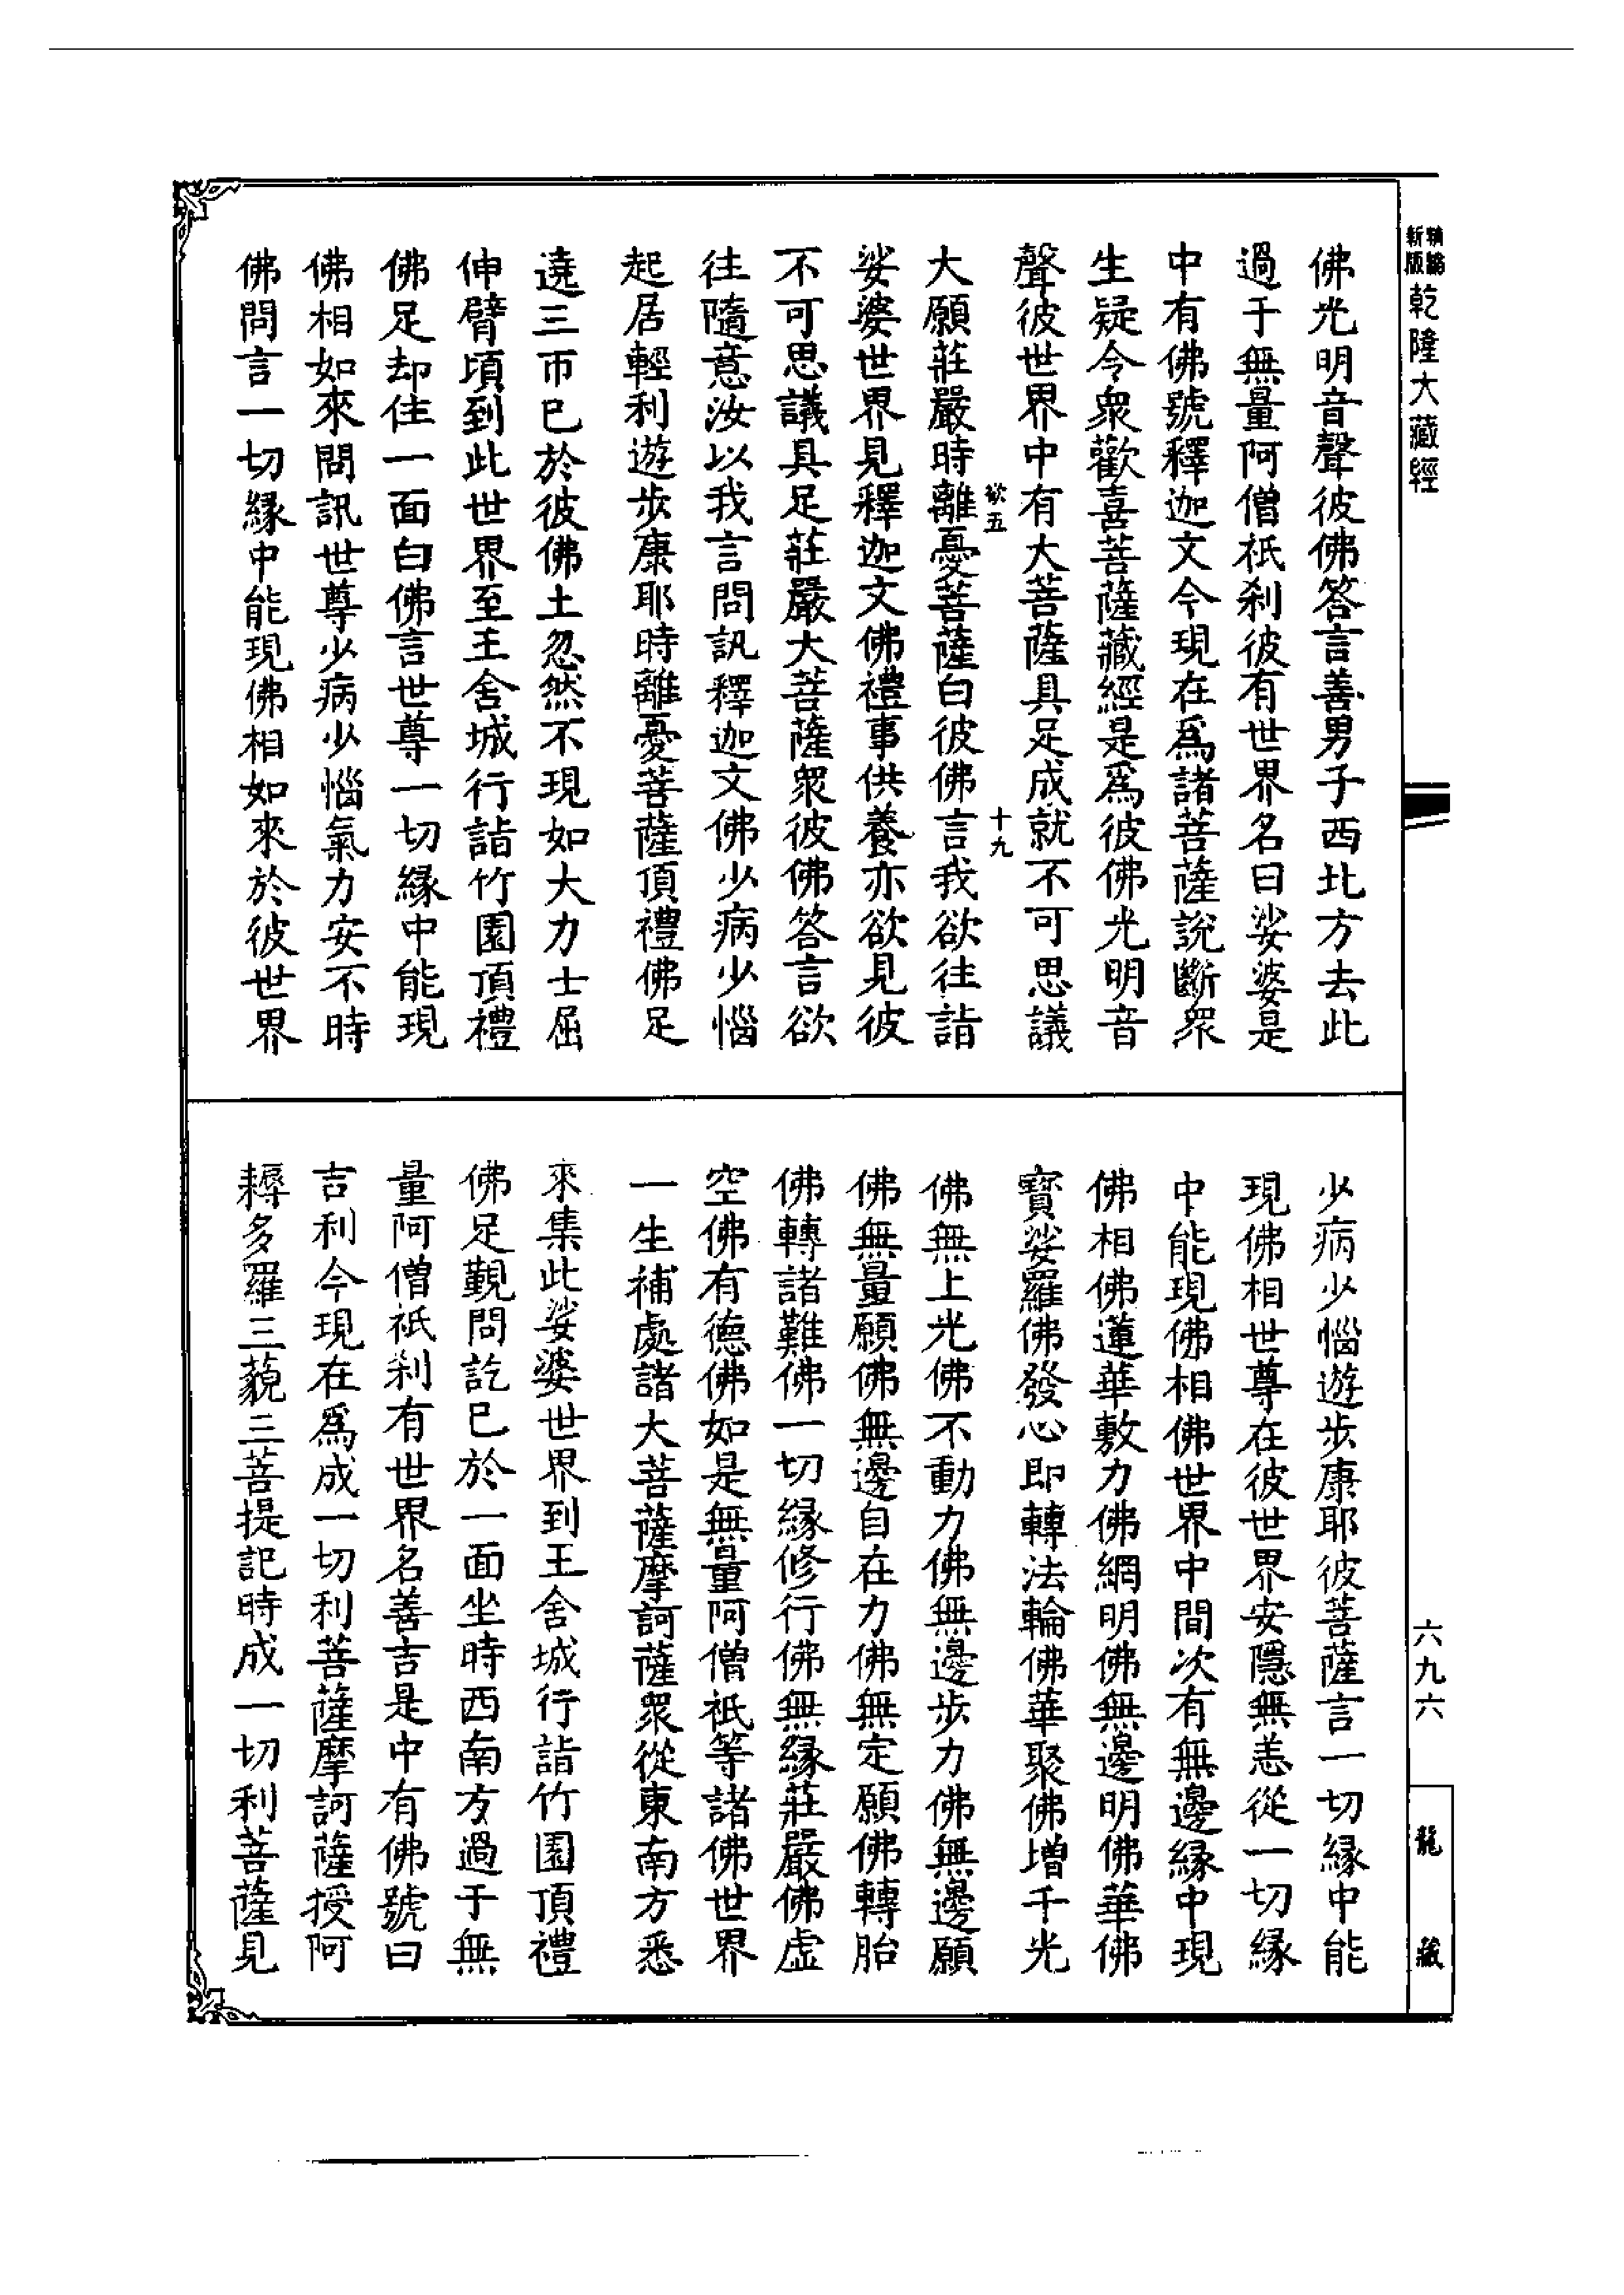 新編
新版
乾隆大藏經
佛光明音聲彼佛答言善男子西北方去此
過于無量阿僧祇剎彼有世界名曰娑婆是
中有佛號釋迦文今現在爲諸菩薩說斷衆
生疑令衆歡喜菩薩藏經是爲彼佛光明音
聲彼世界中有大菩薩具足成就不可思議
欲五 十九
大願莊嚴時離憂菩薩白彼佛言我欲往詣
娑婆世界見釋迦文佛禮事供養亦欲見彼
不可思議具足莊嚴大菩薩衆彼佛答言欲
往隨意汝以我言問訊釋迦文佛少病少惱
起居輕利遊步康耶時離憂菩薩頂禮佛足
遶三帀已於彼佛土忽然不現如大力士屈
伸臂頃到此世界至王舍城行詣竹園頂禮
佛足却住一面白佛言世尊一切緣中能現
佛相如來問訊世尊少病少惱氣力安不時
佛問言一切緣中能現佛相如來於彼世界
少病少惱遊步康耶彼菩薩言一切緣中能
現佛相世尊在彼世界安隱無恙從一切緣
中能現佛相佛世界中間次有無邊緣中現
佛相佛蓮華敷力佛網明佛無邊明佛華佛
寶娑羅佛發心即轉法輪佛華聚佛增千光
佛無上光佛不動力佛無邊步力佛無邊願
佛無量願佛無邊自在力佛無定願佛轉胎
佛轉諸難佛一切緣修行佛無緣莊嚴佛虛
空佛有德佛如是無量阿僧祇等諸佛世界
一生補處諸大菩薩摩訶薩衆從東南方悉
來集此娑婆世界到王舍城行詣竹園頂禮
佛足覲問訖已於一面坐時西南方過于無
量阿僧祇剎有世界名善吉是中有佛號曰
吉利今現在爲成一切利菩薩摩訶薩授阿
耨多羅三藐三菩提記時成一切利菩薩見
六九六
龍藏